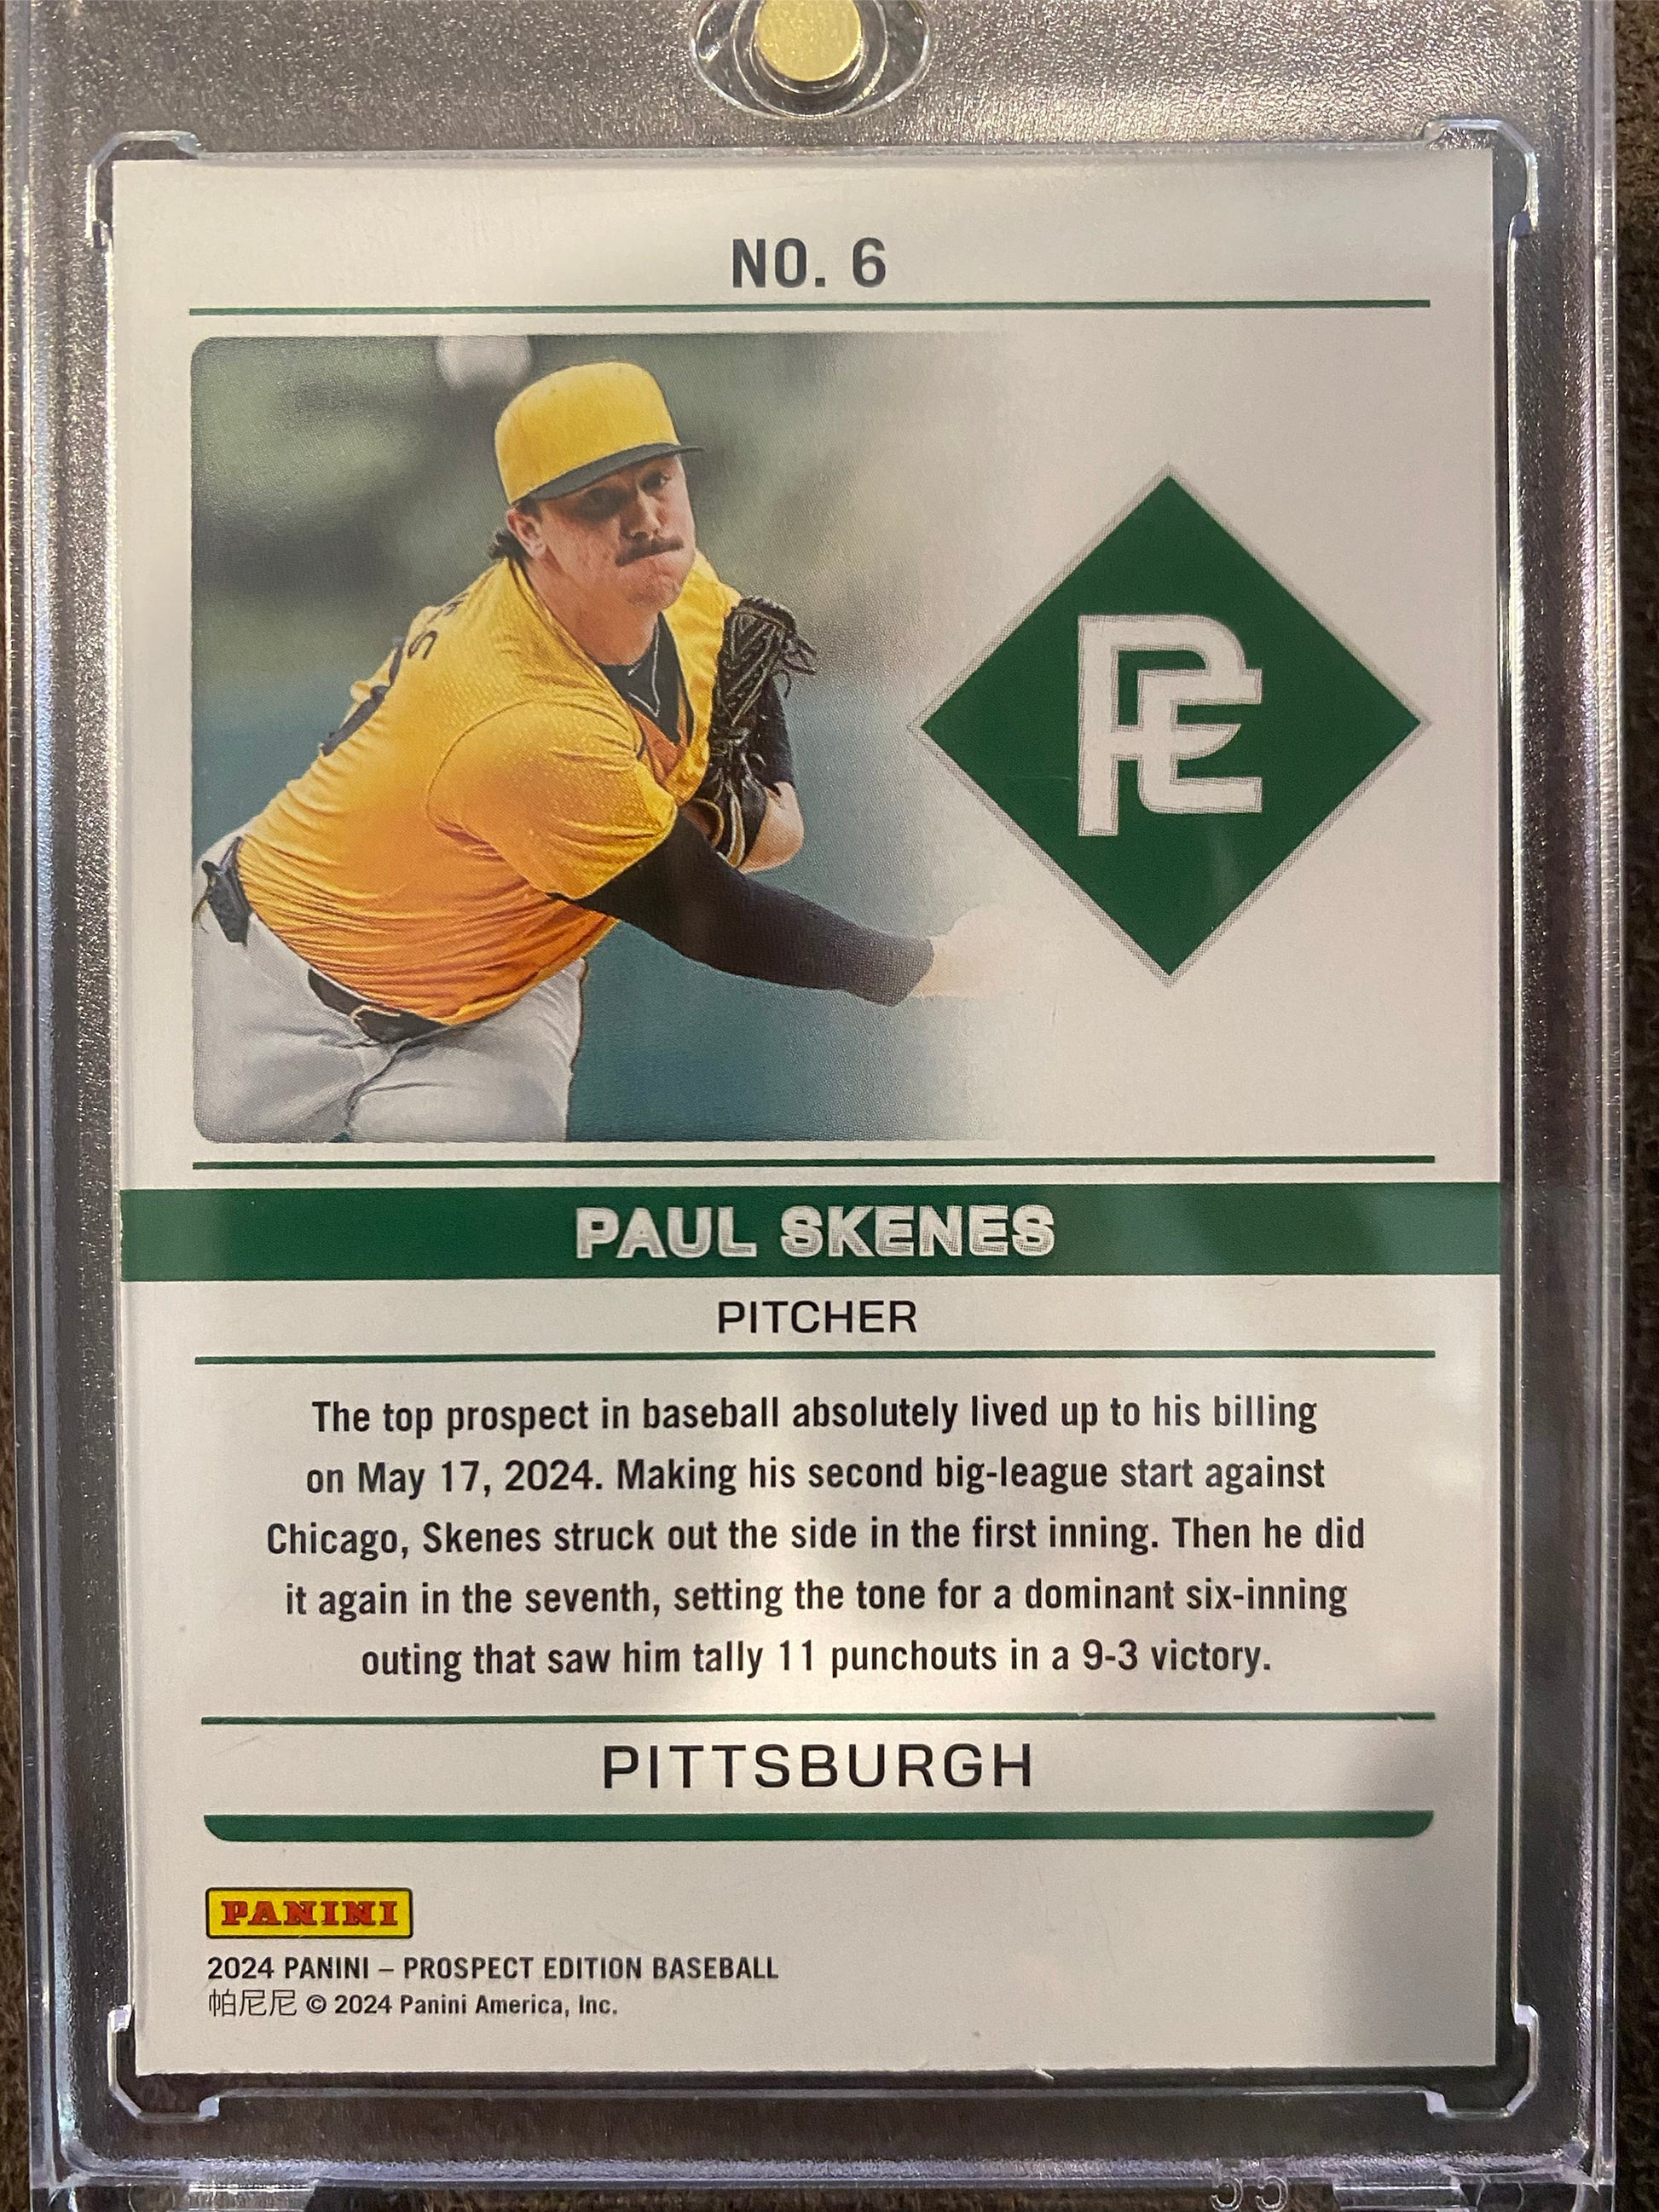 NO. 6
PE
PAUL SKENES
PITCHER
The top prospect in baseball absolutely lived up to his billing
on May 17, 2024. Making his second big-league start against
Chicago, Skenes struck out the side in the first inning. Then he did
it again in the seventh, setting the tone for a dominant six-inning
outing that saw him tally 11 punchouts in a 9-3 victory.
PITTSBURGH
PANINI
2024 PANINI – PROSPECT EDITION BASEBALL
帕尼尼 © 2024 Panini America, Inc.
55